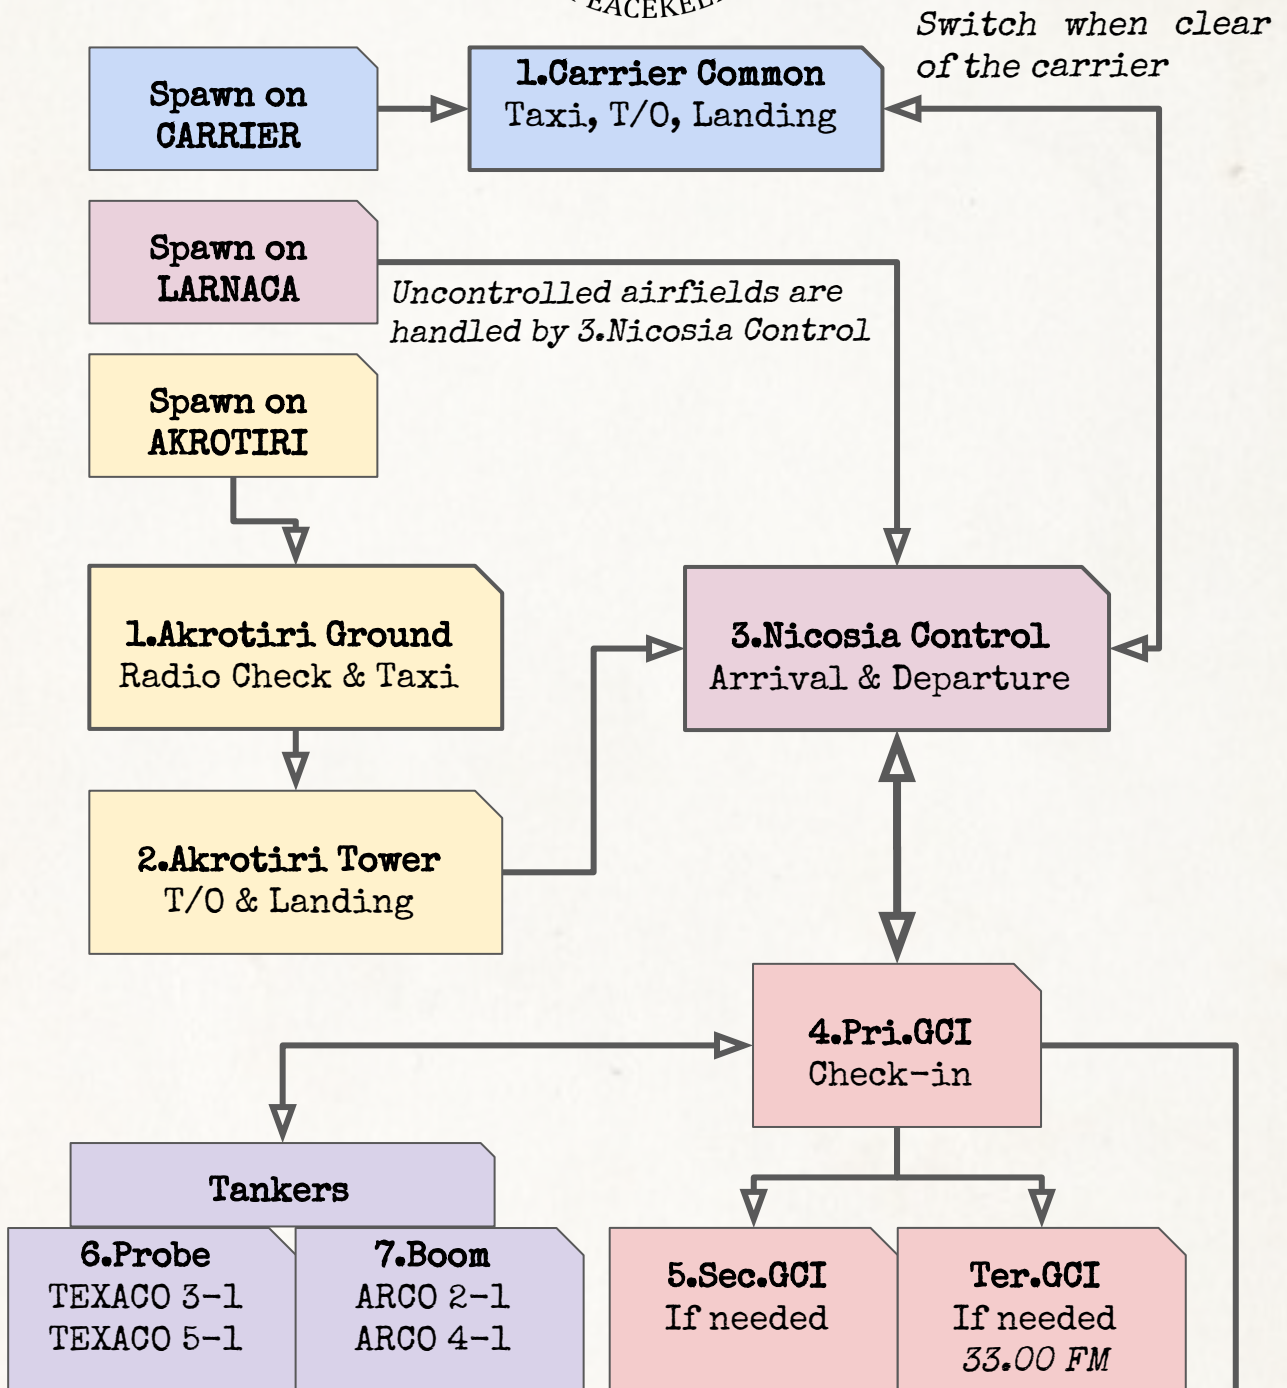 Switch when clear
of the carrier
Spawn on
CARRIER
1.Carrier Common
Taxi, T/O, Landing
Spawn on
LARNACA
Uncontrolled airfields are
handled by 3.Nicosia Control
Spawn on
AKROTIRI
1.Akrotiri Ground
Radio Check & Taxi
3.Nicosia Control
Arrival & Departure
2.Akrotiri Tower
T/O & Landing
4.Pri.GCI
Check-in
Tankers
6.Probe
TEXACO 3-1
TEXACO 5-1
7.Boom
ARCO 2-1
ARCO 4-1
5.Sec.GCI
If needed
Ter.GCI
If needed
33.00 FM